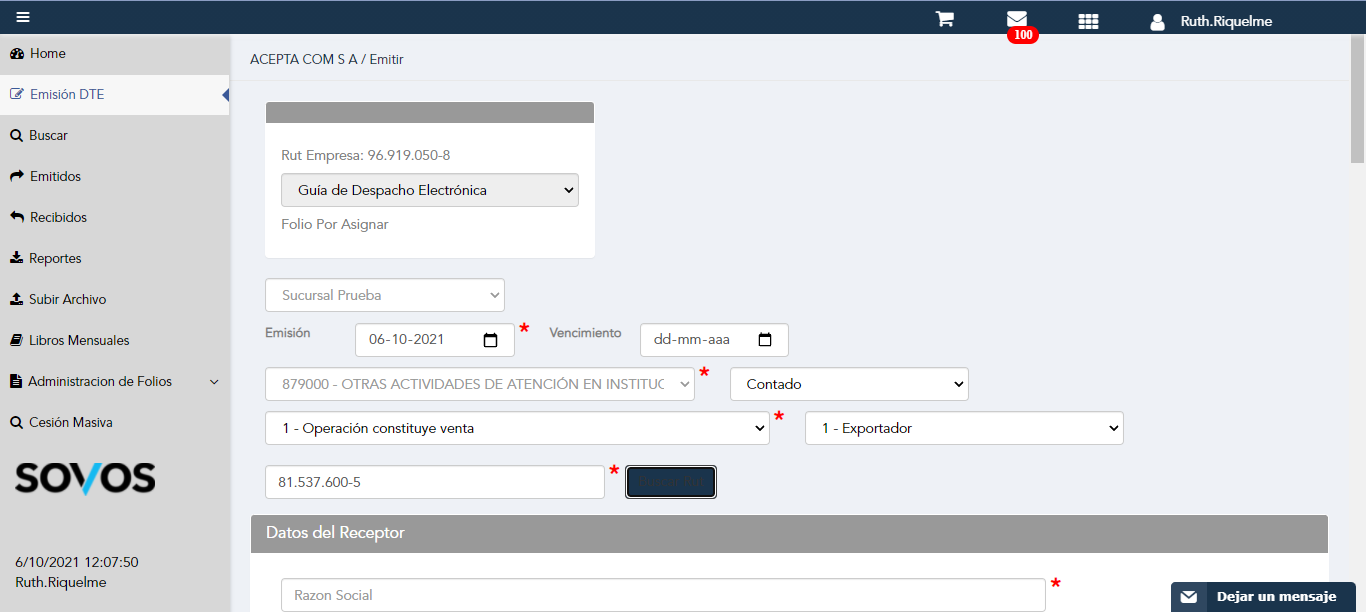 100
Ruth.Riquelme
Home
Emisión DTE
Buscar
Emitidos
Recibidos
Reportes
Subir Archivo
Libros Mensuales
Administracion de Folios
Cesión Masiva
SOVOS
6/10/2021 12:07:50
Ruth.Riquelme
ACEPTA COM S A / Emitir
Rut Empresa: 96.919.050-8
Guía de Despacho Electrónica
Folio Por Asignar
Sucursal Prueba
Emisión 06-10-2021 * Vencimiento dd-mm-aaa
879000 - OTRAS ACTIVIDADES DE ATENCIÓN EN INSTITUC * Contado
1 - Operación constituye venta * 1 - Exportador
81.537.600-5 *
Datos del Receptor
Razon Social *
Dejar un mensaje